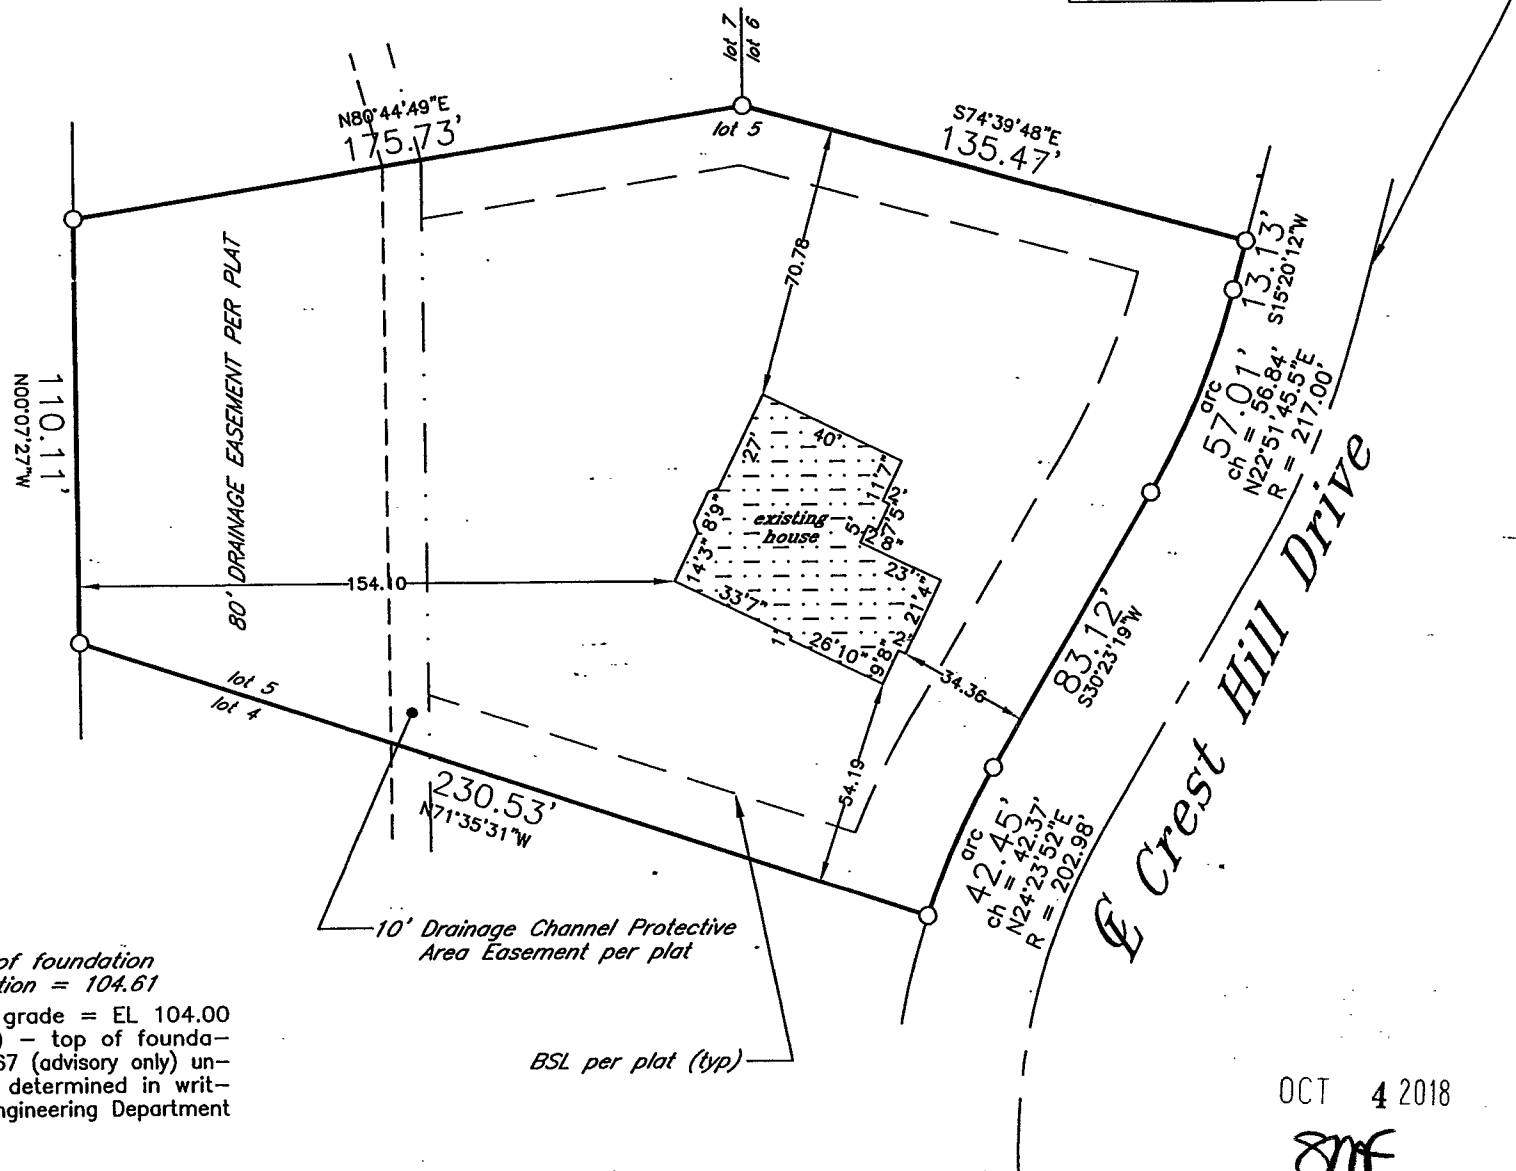 lot 7
lot 6
N80°44'49"E
175.73'
lot 5
S74°39'48"E
135.47'
13.13'
S15°20'12"W
80' DRAINAGE EASEMENT PER PLAT
70.78
110.11'
N00°07'27"W
arc
57.01'
ch = 56.84'
N22°51'45.5"E
R = 217.00'
40'
27'
11'7"
2'
7'5"
5'
2'8"
8'9"
existing
house
14'3"
23'
21'4"
33'7"
1'
26'10"
2'
9'8"
154.10
34.36
83.12'
S30°23'19"W
℄ Crest Hill Drive
lot 5
lot 4
54.19
230.53'
N71°35'31"W
arc
42.45'
ch = 42.37'
N24°23'52"E
R = 202.98'
10' Drainage Channel Protective
Area Easement per plat
of foundation
tion = 104.61
grade = EL 104.00
) – top of founda–
67 (advisory only) un–
determined in writ–
ngineering Department
BSL per plat (typ)
OCT 4 2018